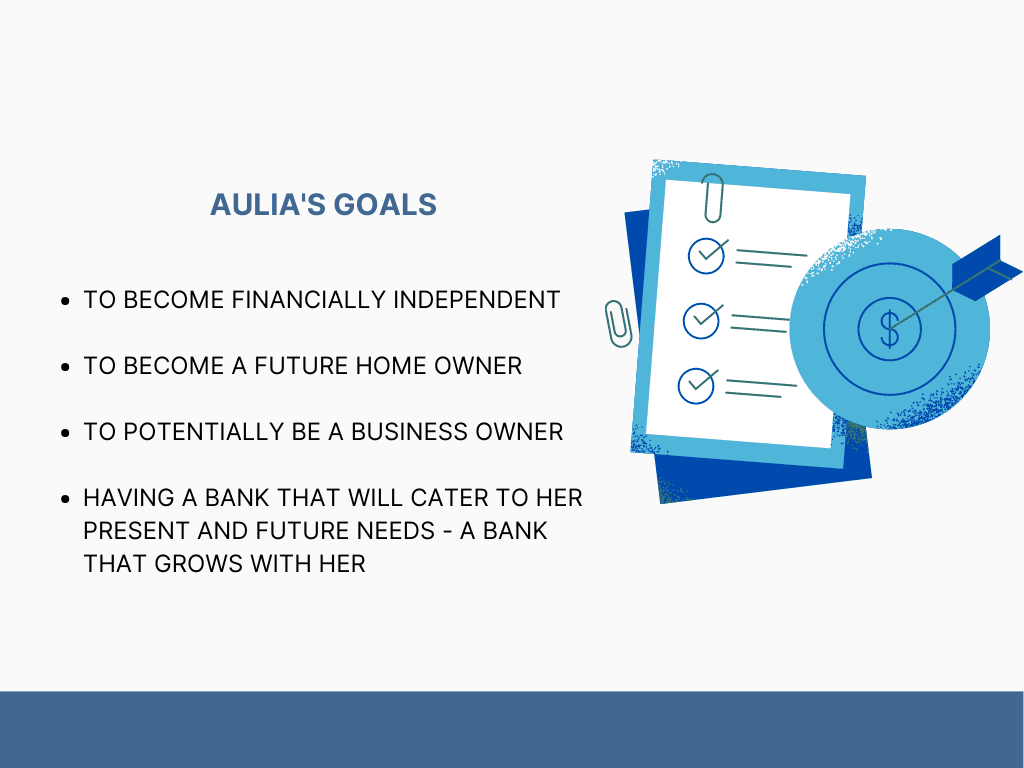 AULIA'S GOALS
• TO BECOME FINANCIALLY INDEPENDENT
• TO BECOME A FUTURE HOME OWNER
• TO POTENTIALLY BE A BUSINESS OWNER
• HAVING A BANK THAT WILL CATER TO HER
PRESENT AND FUTURE NEEDS - A BANK
THAT GROWS WITH HER
$